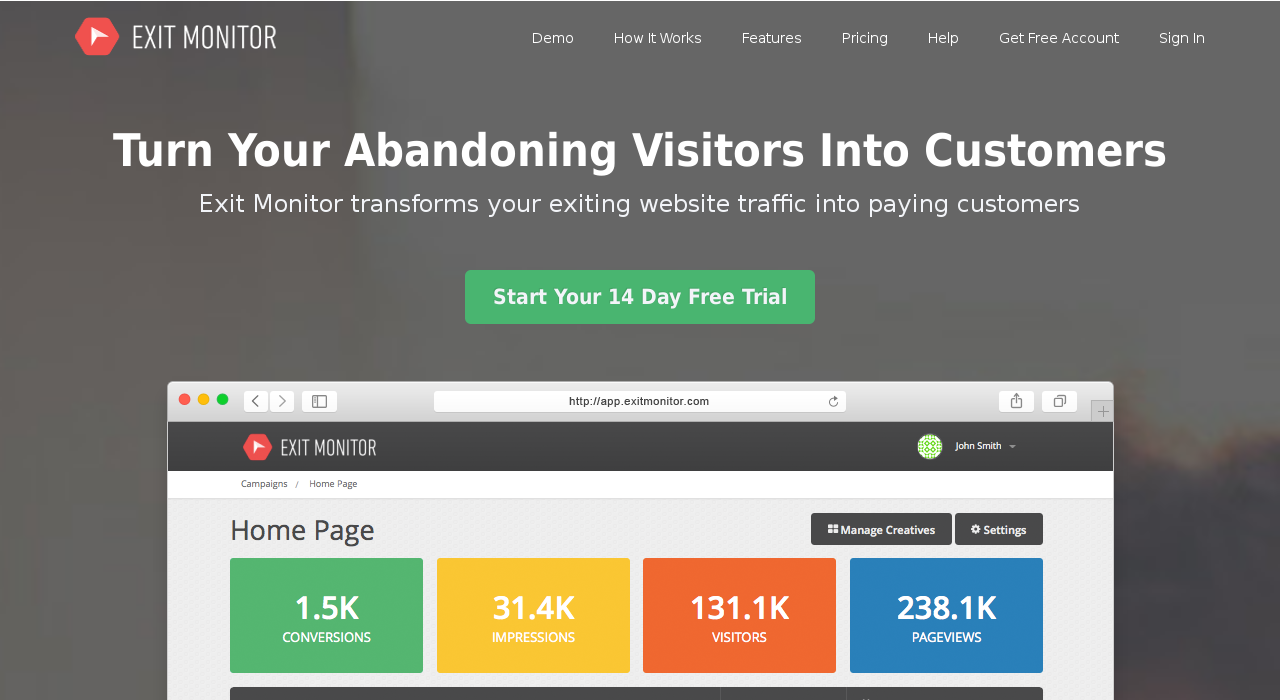 EXIT MONITOR
Demo
How It Works
Features
Pricing
Help
Get Free Account
Sign In
Turn Your Abandoning Visitors Into Customers
Exit Monitor transforms your exiting website traffic into paying customers
Start Your 14 Day Free Trial
http://app.exitmonitor.com
EXIT MONITOR
John Smith
Campaigns / Home Page
Home Page
Manage Creatives
Settings
1.5K
CONVERSIONS
31.4K
IMPRESSIONS
131.1K
VISITORS
238.1K
PAGEVIEWS